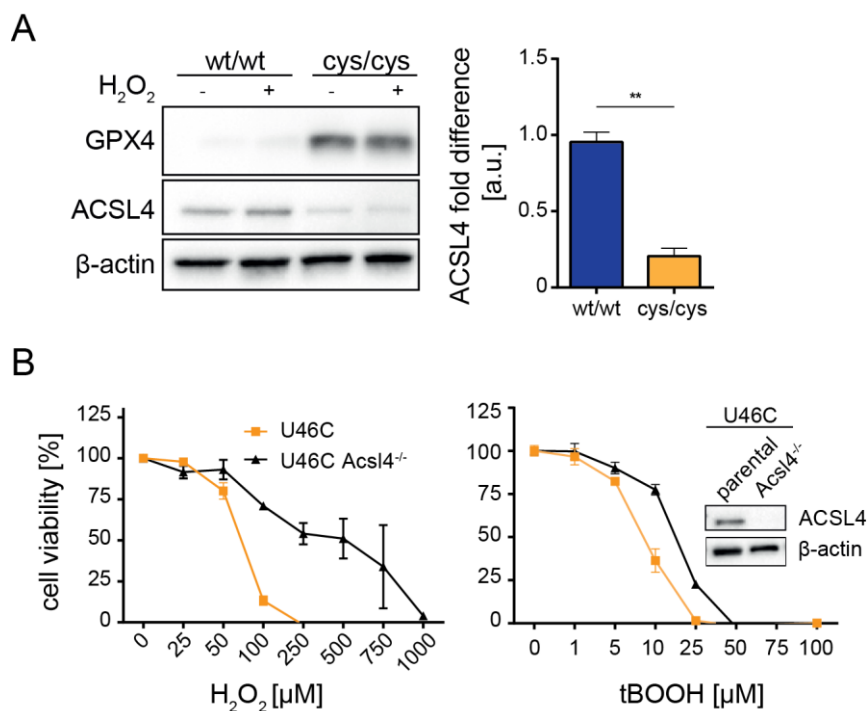 A
wt/wt cys/cys
H₂O₂ - + - +
GPX4
ACSL4
β-actin
ACSL4 fold difference
[a.u.]
1.5
1.0
0.5
0
**
wt/wt cys/cys
B
cell viability [%]
125
100
75
50
25
0
U46C
U46C Acsl4⁻/⁻
0 25 50 100 250 500 750 1000
H₂O₂ [µM]
125
100
75
50
25
0
U46C
parental Acsl4⁻/⁻
ACSL4
β-actin
0 1 5 10 25 50 100
tBOOH [µM]